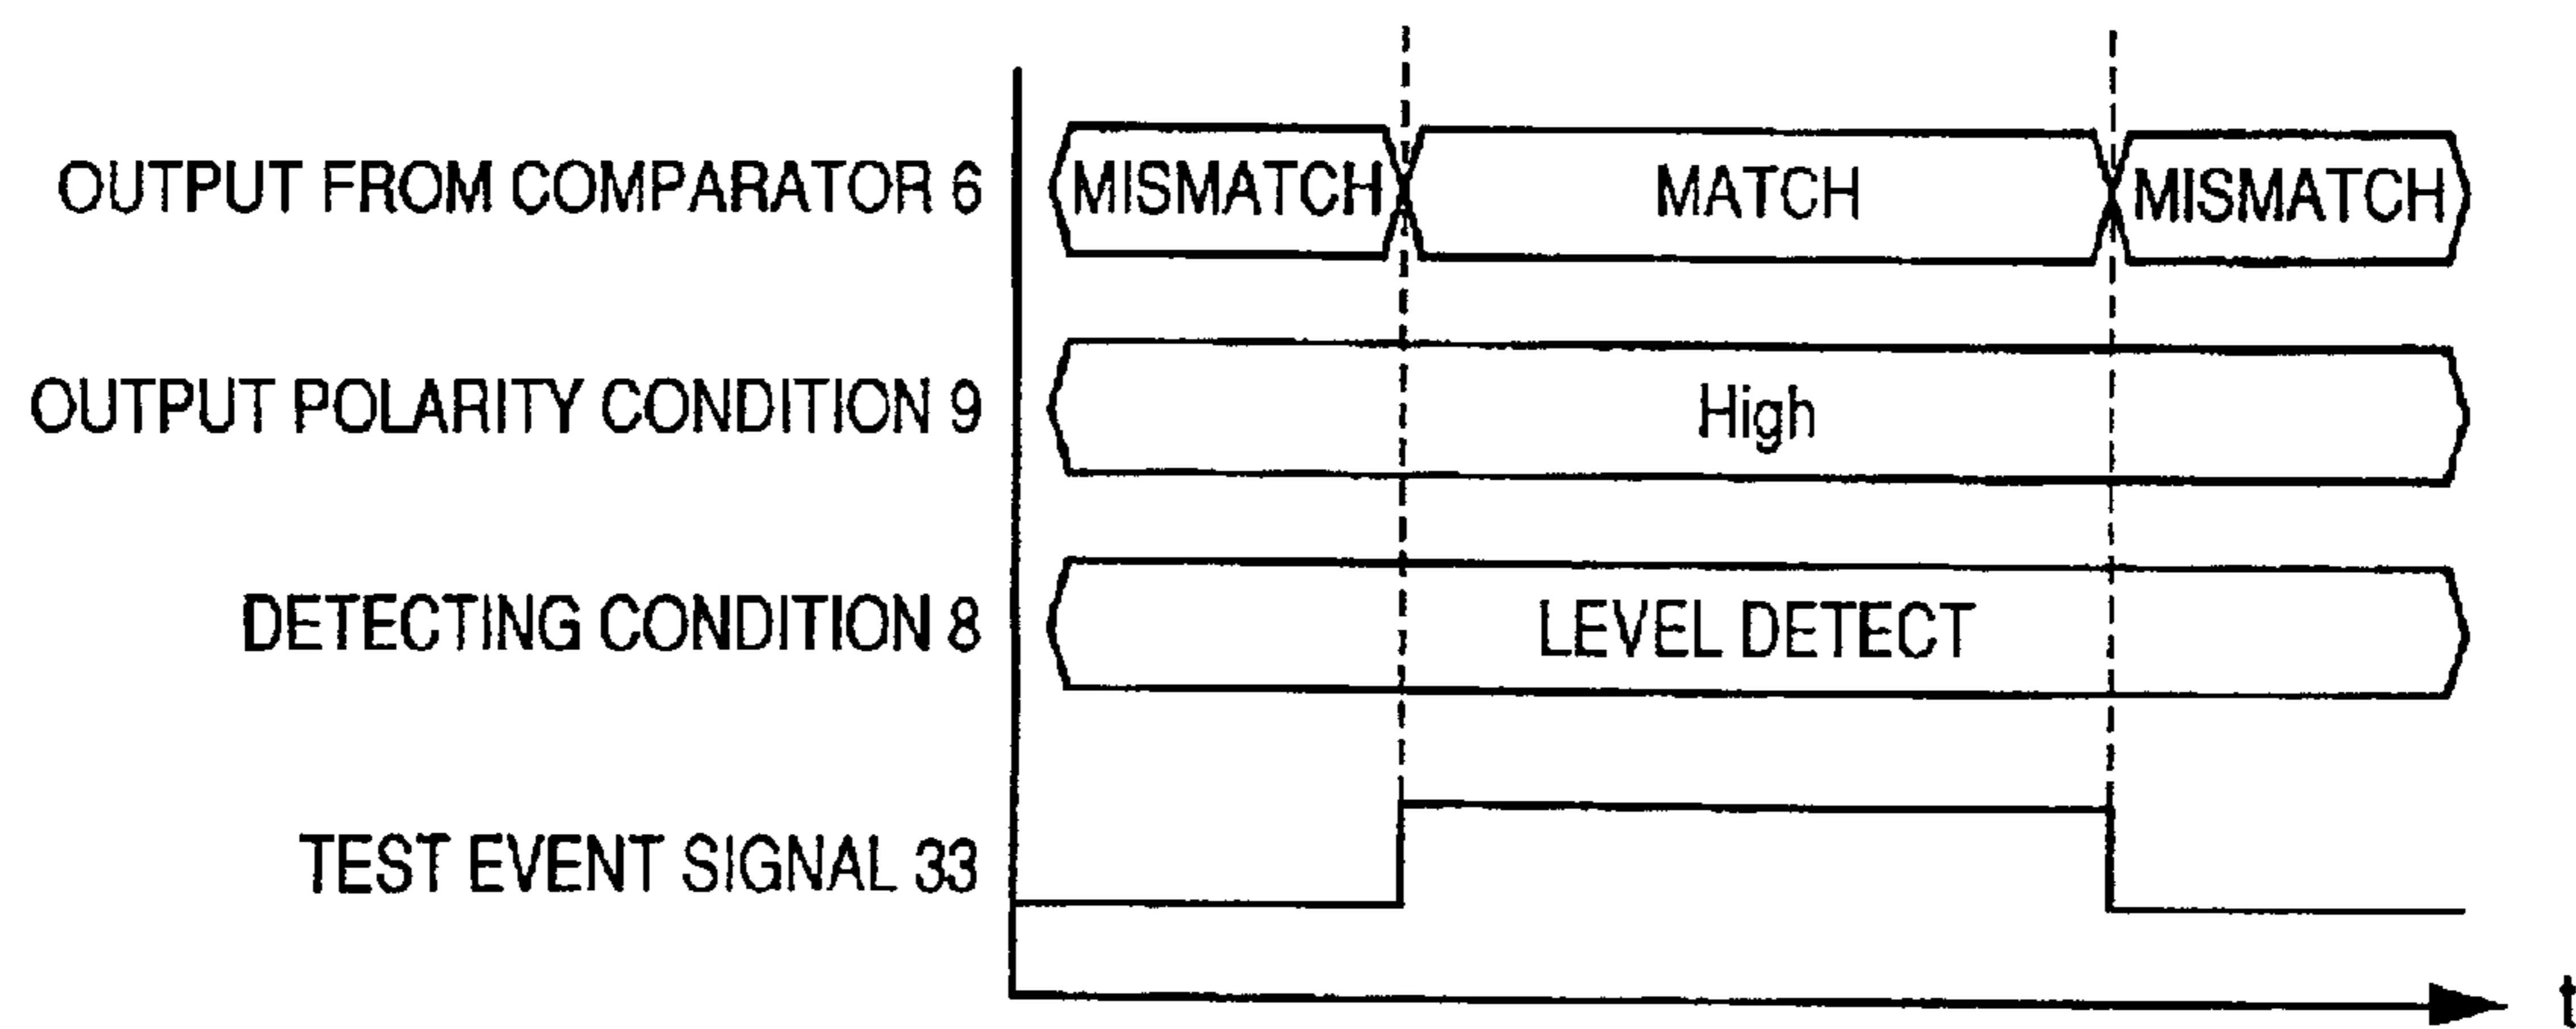 OUTPUT FROM COMPARATOR 6 MISMATCH MATCH MISMATCH
OUTPUT POLARITY CONDITION 9 High
DETECTING CONDITION 8 LEVEL DETECT
TEST EVENT SIGNAL 33
t